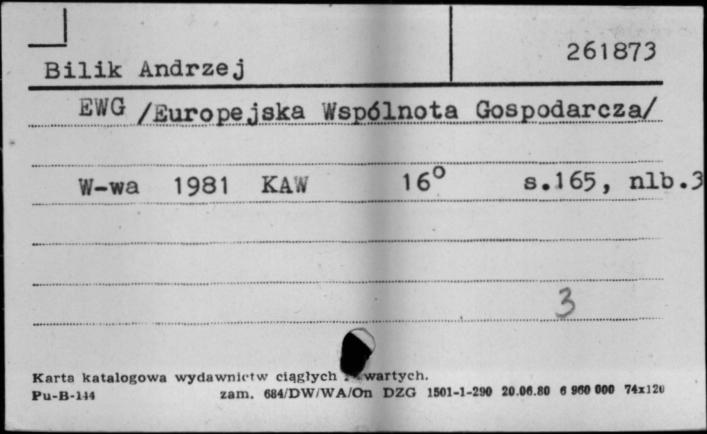 261873
Bilik Andrzej
EWG /Europejska Wspólnota Gospodarcza/
W-wa 1981 KAW 16° s.165, nlb.3
3
Karta katalogowa wydawnictw ciągłych wartych.
Pu-B-144 zam. 684/DW/WA/On DZG 1501-1-290 20.06.80 6 960 000 74x120